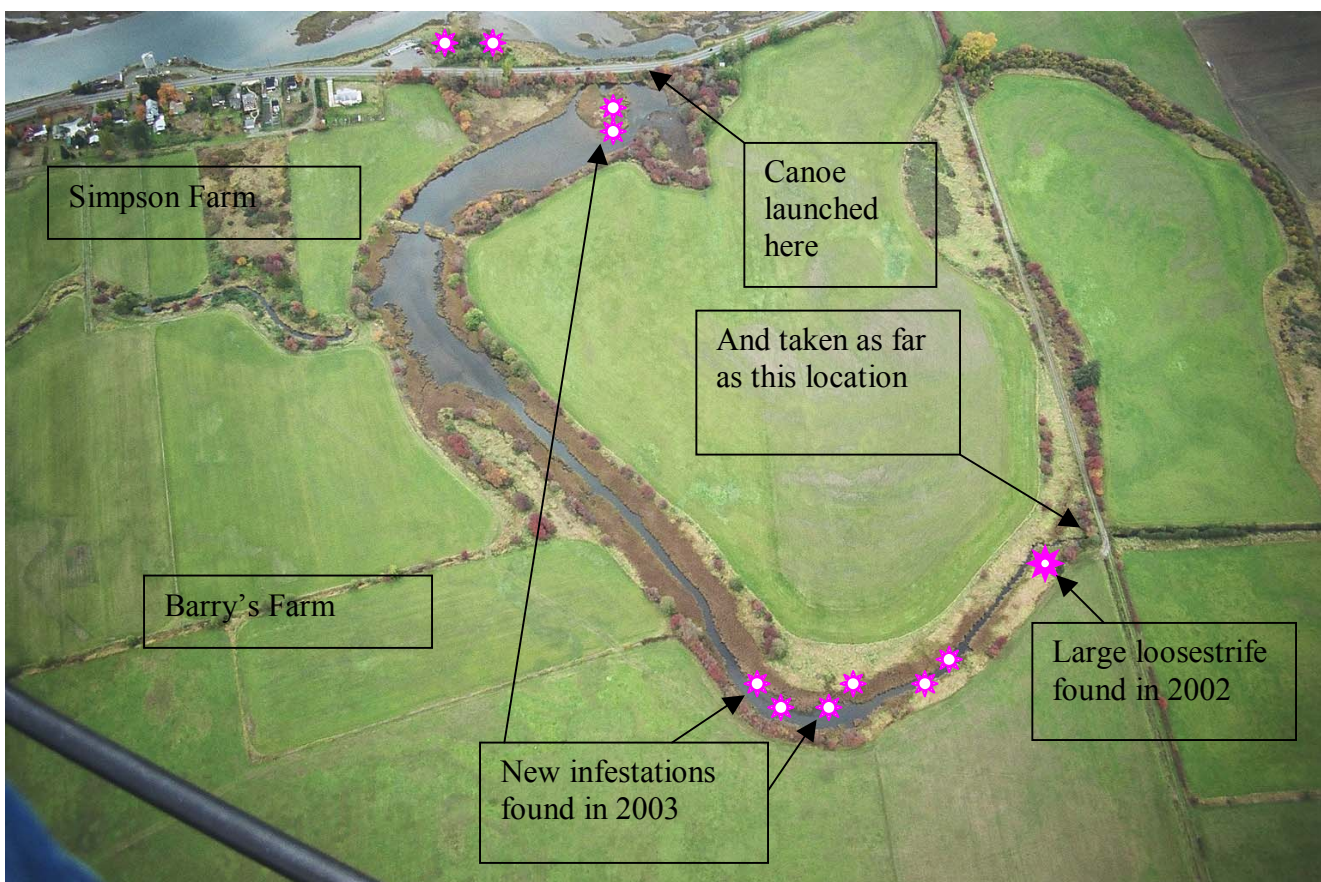 Canoe
launched
here
Simpson Farm
And taken as far
as this location
Barry’s Farm
Large loosestrife
found in 2002
New infestations
found in 2003